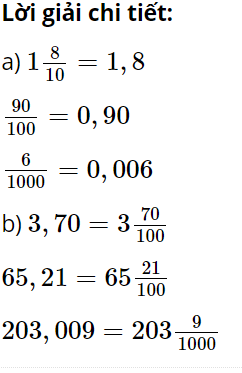 Lời giải chi tiết:
a) 1 8/10 = 1,8
90/100 = 0,90
6/1000 = 0,006
b) 3,70 = 3 70/100
65,21 = 65 21/100
203,009 = 203 9/1000